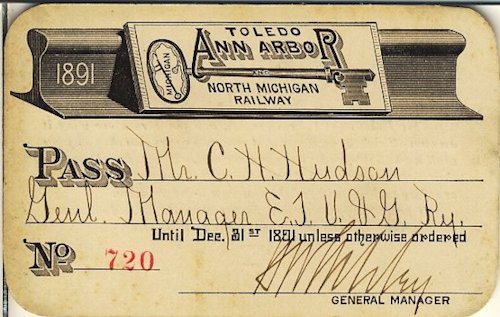 TOLEDO
ANN ARBOR
AND
NORTH MICHIGAN
RAILWAY
MICHIGAN
1891
PASS Mr. C. H. Hudson
Genl. Manager E. T. V. & G. Ry.
Until Dec. 31ST 1891 unless otherwise ordered
No 720
GENERAL MANAGER